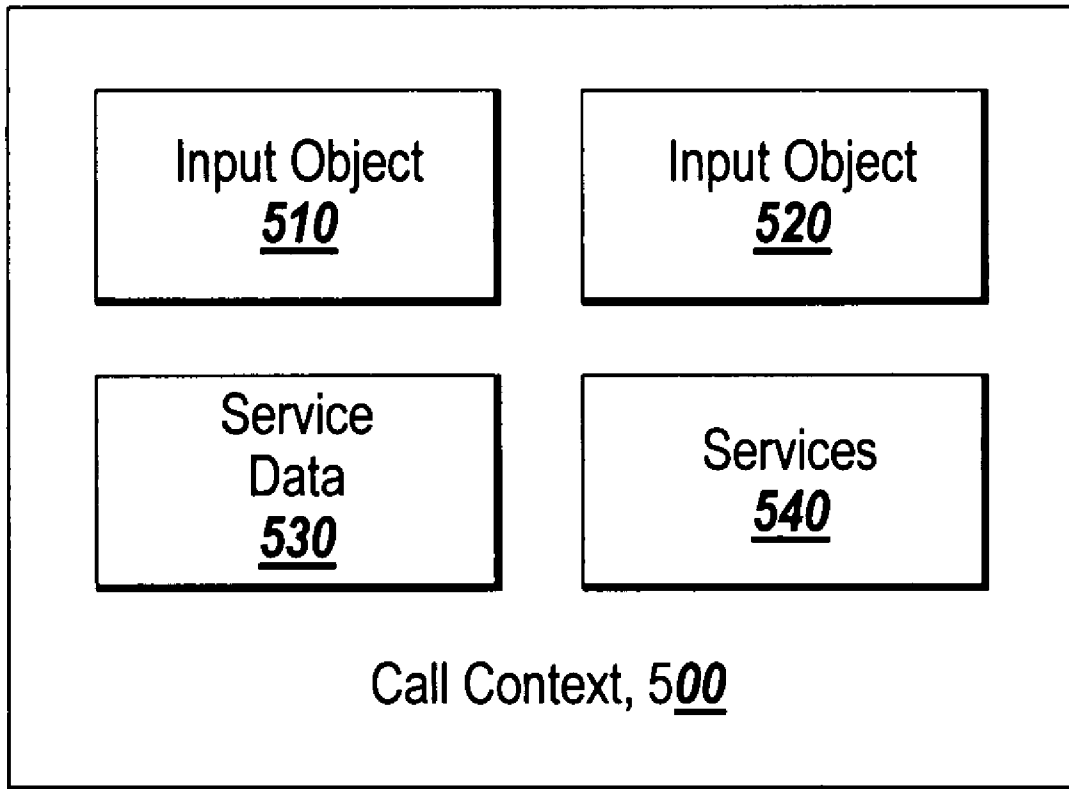 Input Object
510
Input Object
520
Service
Data
530
Services
540
Call Context, 500